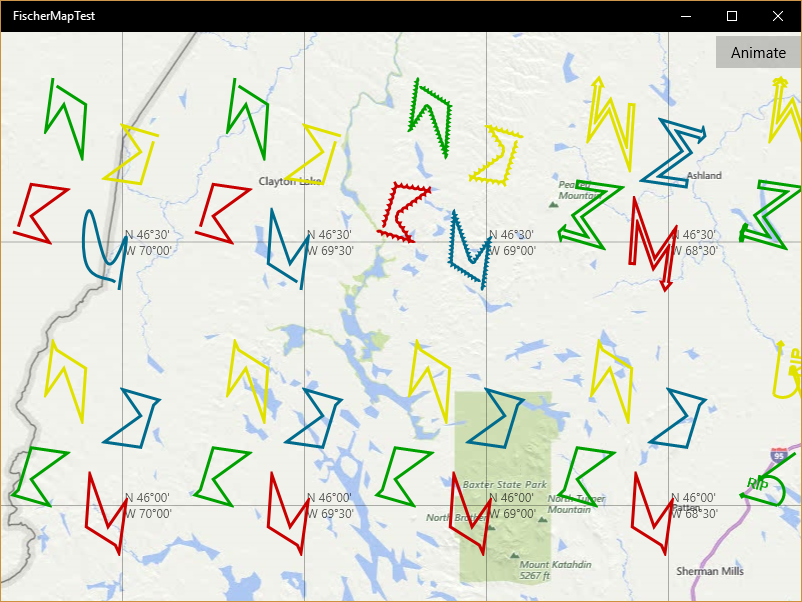 FischerMapTest
Animate
Clayton Lake
Peaked Mountain
Ashland
N 46°30'
W 70°00'
N 46°30'
W 69°30'
N 46°30'
W 69°00'
N 46°30'
W 68°30'
RIP
95
RIP
Baxter State Park
North Turner
Mountain
North Brother
N 46°00'
W 70°00'
N 46°00'
W 69°30'
N 46°00'
W 69°00'
N 46°00'
W 68°30'
Patten
Mount Katahdin
5267 ft
Sherman Mills